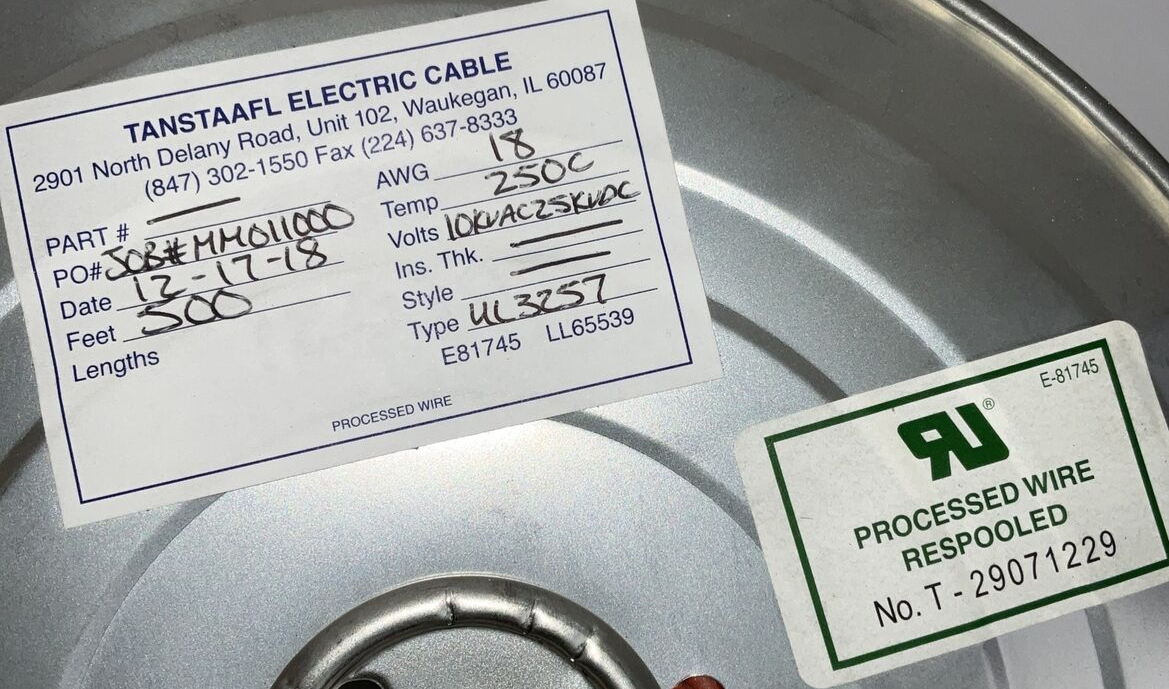 TANSTAAFL ELECTRIC CABLE
2901 North Delany Road, Unit 102, Waukegan, IL 60087
(847) 302-1550 Fax (224) 637-8333
PART # —
PO# JOB# MM011000
Date 12-17-18
Feet 500
Lengths
AWG 18
Temp 250C
Volts 10KVAC25KVDC
Ins. Thk. —
Style —
Type UL3257
E81745 LL65539
PROCESSED WIRE
E-81745
RU®
PROCESSED WIRE
RESPOOLED
No. T - 29071229